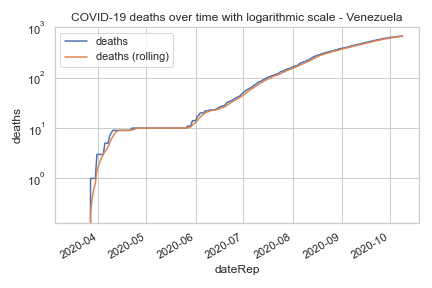 COVID-19 deaths over time with logarithmic scale - Venezuela
deaths
deaths (rolling)
10³
10²
10¹
10⁰
deaths
2020-04
2020-05
2020-06
2020-07
2020-08
2020-09
2020-10
dateRep